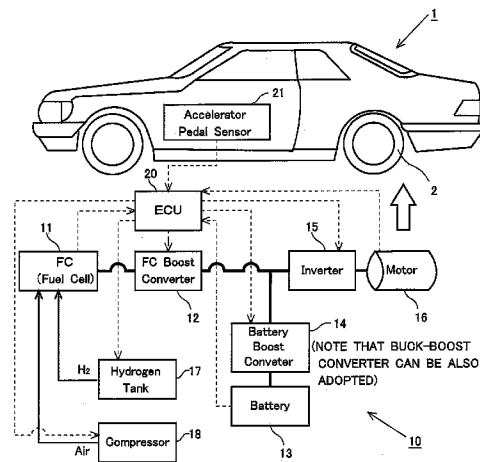 1
21
Accelerator
Pedal Sensor
20
2
ECU
11
15
FC
(Fuel Cell)
FC Boost
Converter
Inverter
Motor
12
16
14
Battery
Boost
Conveter
(NOTE THAT BUCK-BOOST
CONVERTER CAN BE ALSO
ADOPTED)
H2
Hydrogen
Tank
17
Battery
13
10
Compressor
18
Air